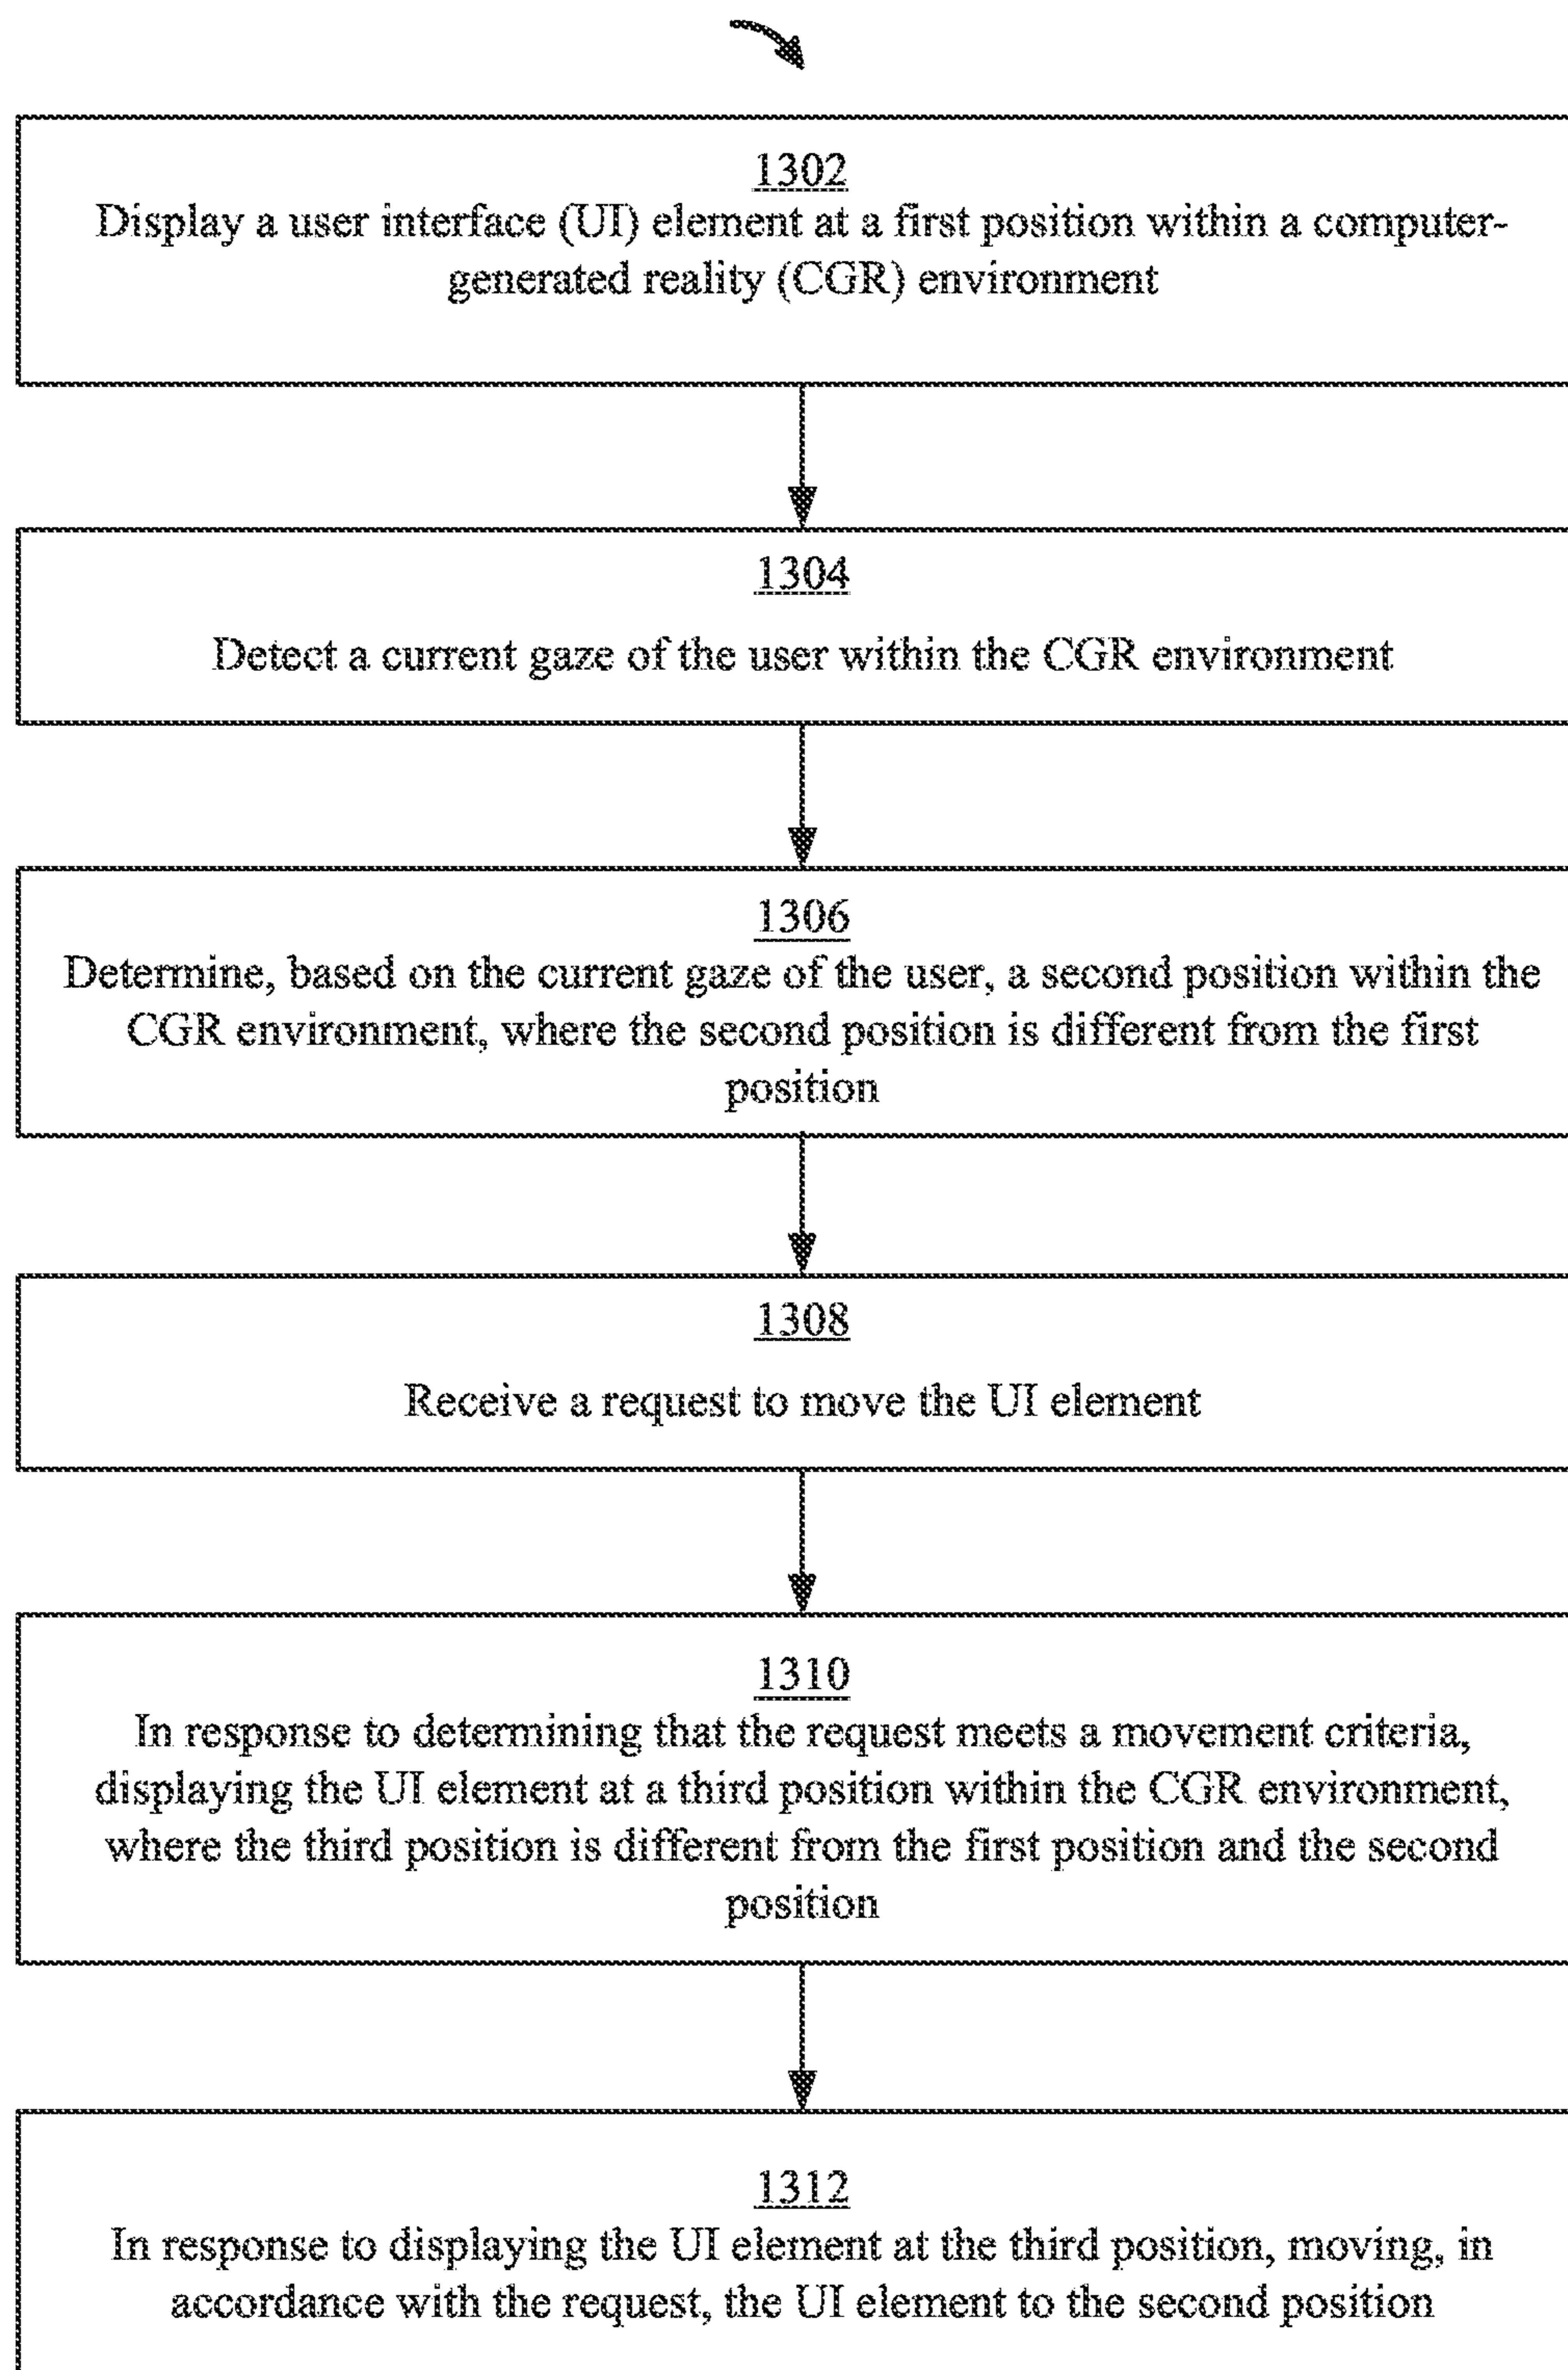 1302
Display a user interface (UI) element at a first position within a computer-
generated reality (CGR) environment
1304
Detect a current gaze of the user within the CGR environment
1306
Determine, based on the current gaze of the user, a second position within the
CGR environment, where the second position is different from the first
position
1308
Receive a request to move the UI element
1310
In response to determining that the request meets a movement criteria,
displaying the UI element at a third position within the CGR environment,
where the third position is different from the first position and the second
position
1312
In response to displaying the UI element at the third position, moving, in
accordance with the request, the UI element to the second position